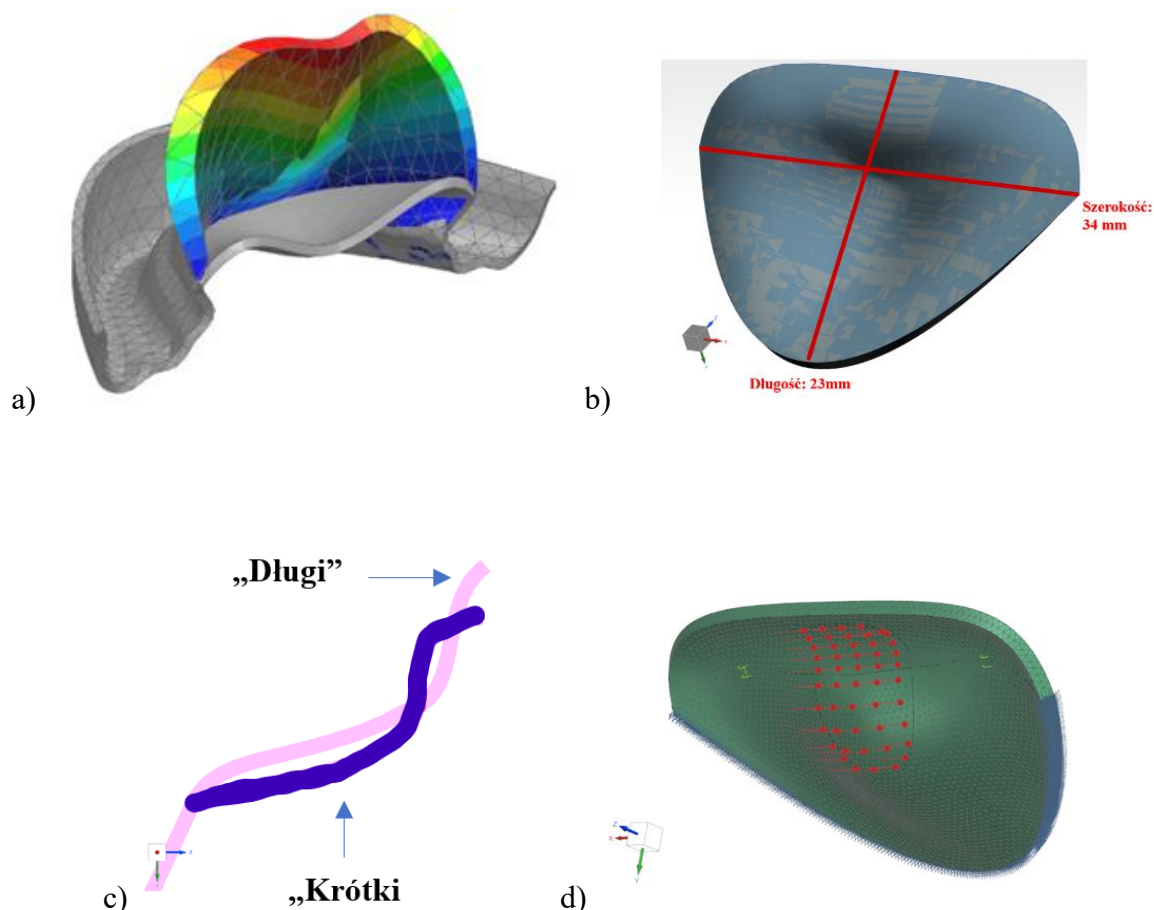 Szerokość:
34 mm
Długość: 23mm
a)
b)
„Długi”
„Krótki
c)
d)